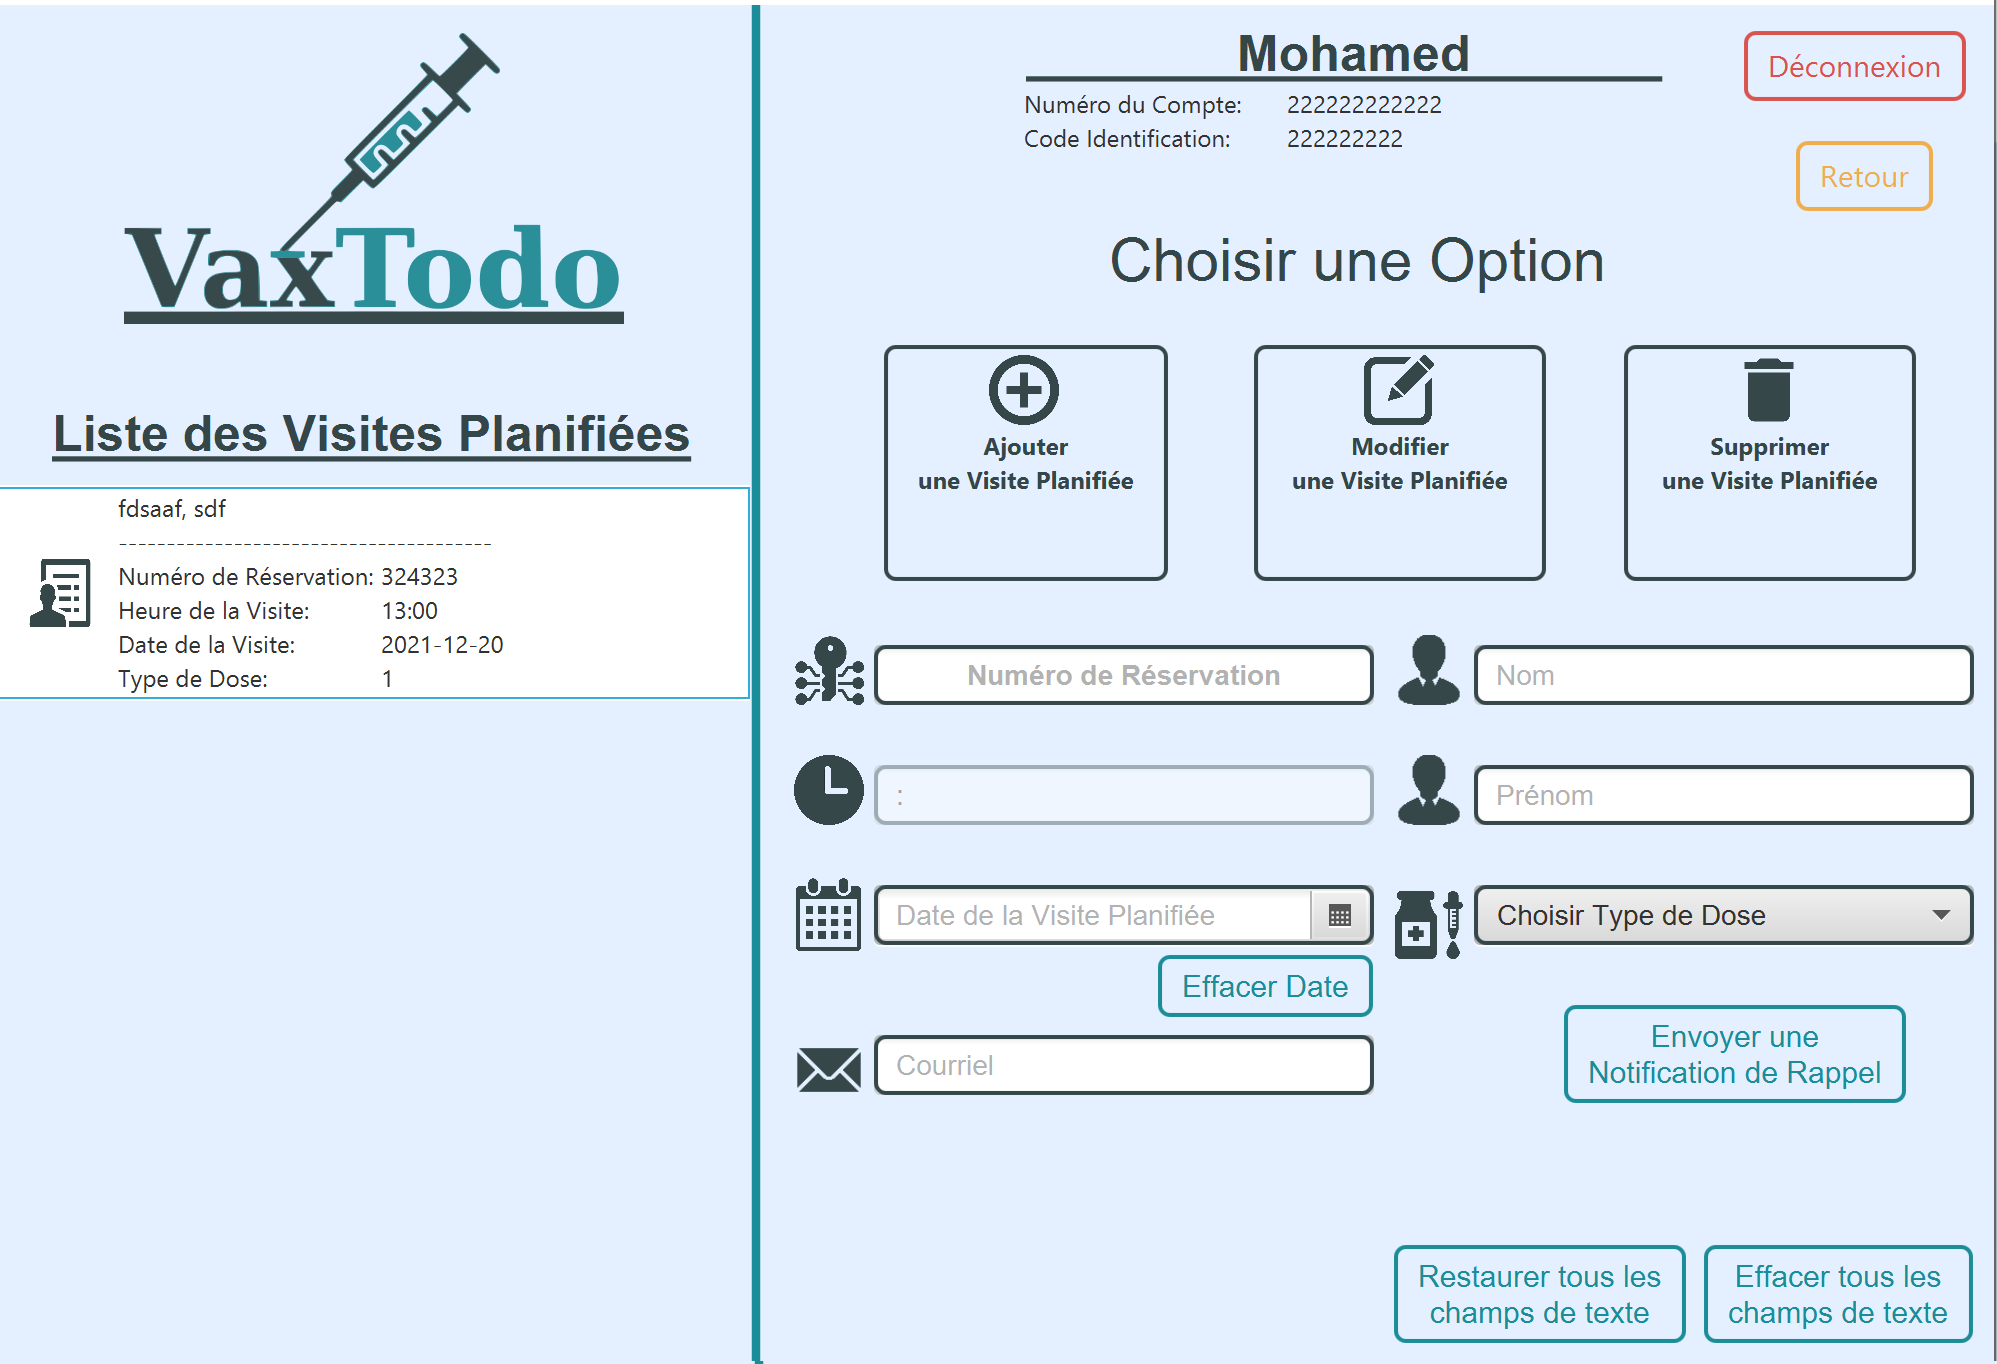 VaxTodo
Liste des Visites Planifiées
fdsaaf, sdf
---------------------------------------
Numéro de Réservation: 324323
Heure de la Visite: 13:00
Date de la Visite: 2021-12-20
Type de Dose: 1
Mohamed
Numéro du Compte: 222222222222
Code Identification: 222222222
Déconnexion
Retour
Choisir une Option
Ajouter
une Visite Planifiée
Modifier
une Visite Planifiée
Supprimer
une Visite Planifiée
Numéro de Réservation
Nom
:
Prénom
Date de la Visite Planifiée
Choisir Type de Dose
Effacer Date
Courriel
Envoyer une
Notification de Rappel
Restaurer tous les
champs de texte
Effacer tous les
champs de texte